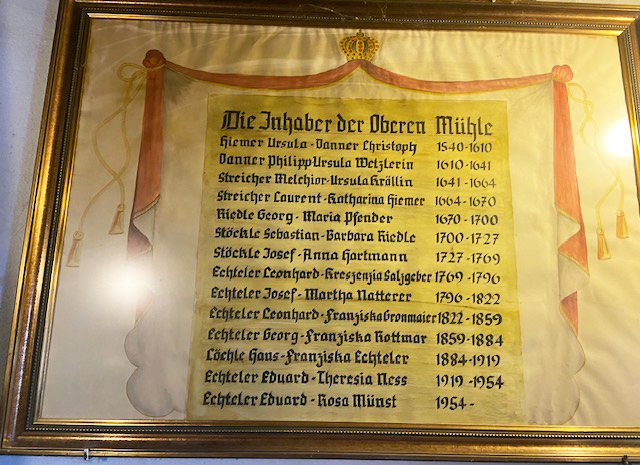 Die Inhaber der Oberen Mühle
Hiemer Ursula - Danner Christoph 1540-1610
Danner Philipp Ursula Wetzlerin 1610-1641
Streicher Melchior-Ursula Kröllin 1641-1664
Streicher Laurent-Katharina Hiemer 1664-1670
Riedle Georg - Maria Pfender 1670-1700
Stöckle Sebastian-Barbara Riedle 1700-1727
Stöckle Josef-Anna Hartmann 1727-1769
Echteler Leonhard-Kreszenzia Salzgeber 1769-1796
Echteler Josef-Martha Natterer 1796-1822
Echteler Leonhard-Franziska Gronmaier 1822-1859
Echteler Georg-Franziska Rottmar 1859-1884
Löchle Hans-Franziska Echteler 1884-1919
Echteler Eduard-Theresia Ness 1919-1954
Echteler Eduard-Rosa Münst 1954-